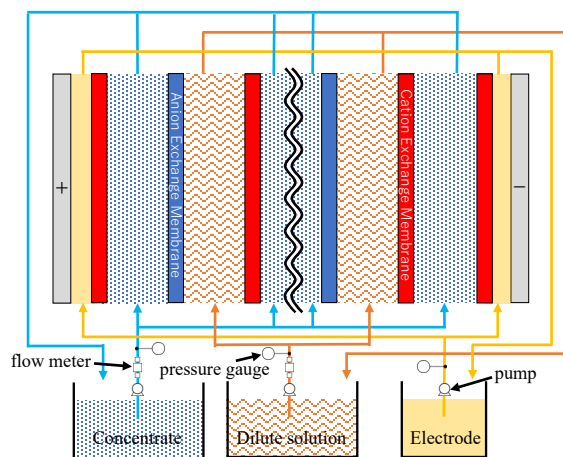 +
Anion Exchange Membrane
Cation Exchange Membrane
−
flow meter
pressure gauge
pump
Concentrate
Dilute solution
Electrode